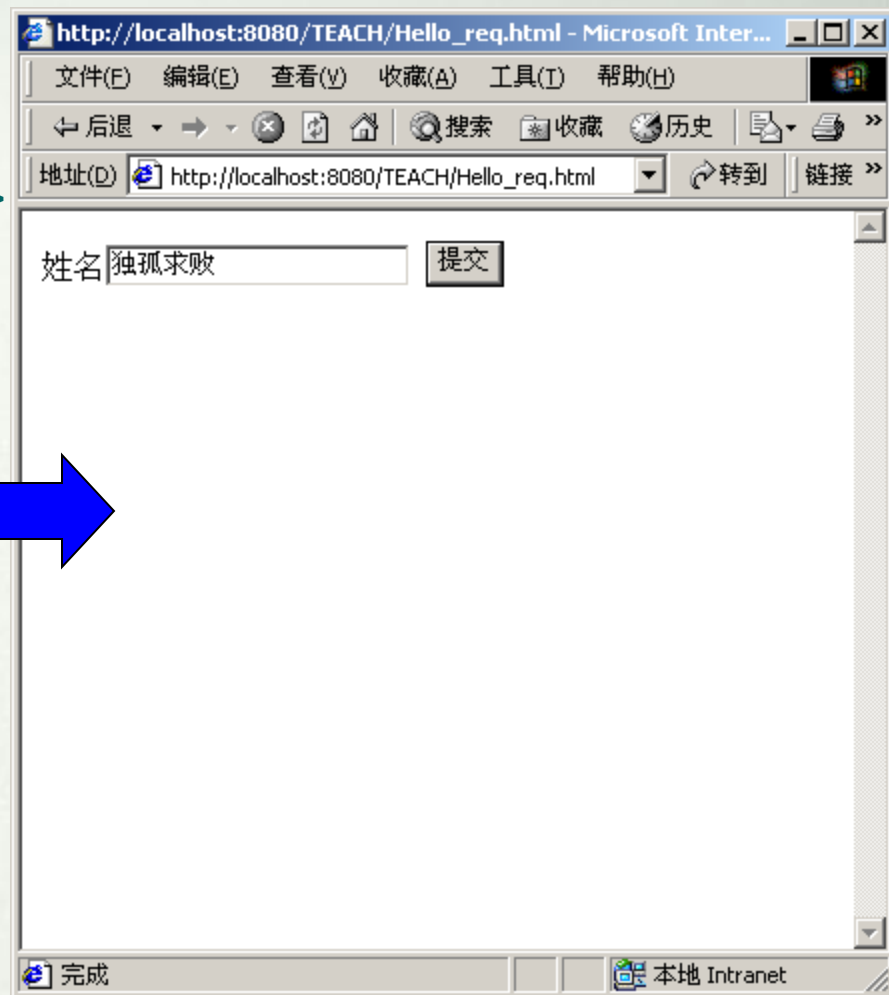 http://localhost:8080/TEACH/Hello_req.html - Microsoft Inter...
文件(F) 编辑(E) 查看(V) 收藏(A) 工具(T) 帮助(H)
后退 搜索 收藏 历史 »
地址(D) http://localhost:8080/TEACH/Hello_req.html 转到 链接 »
姓名 独孤求败 提交
完成 本地 Intranet